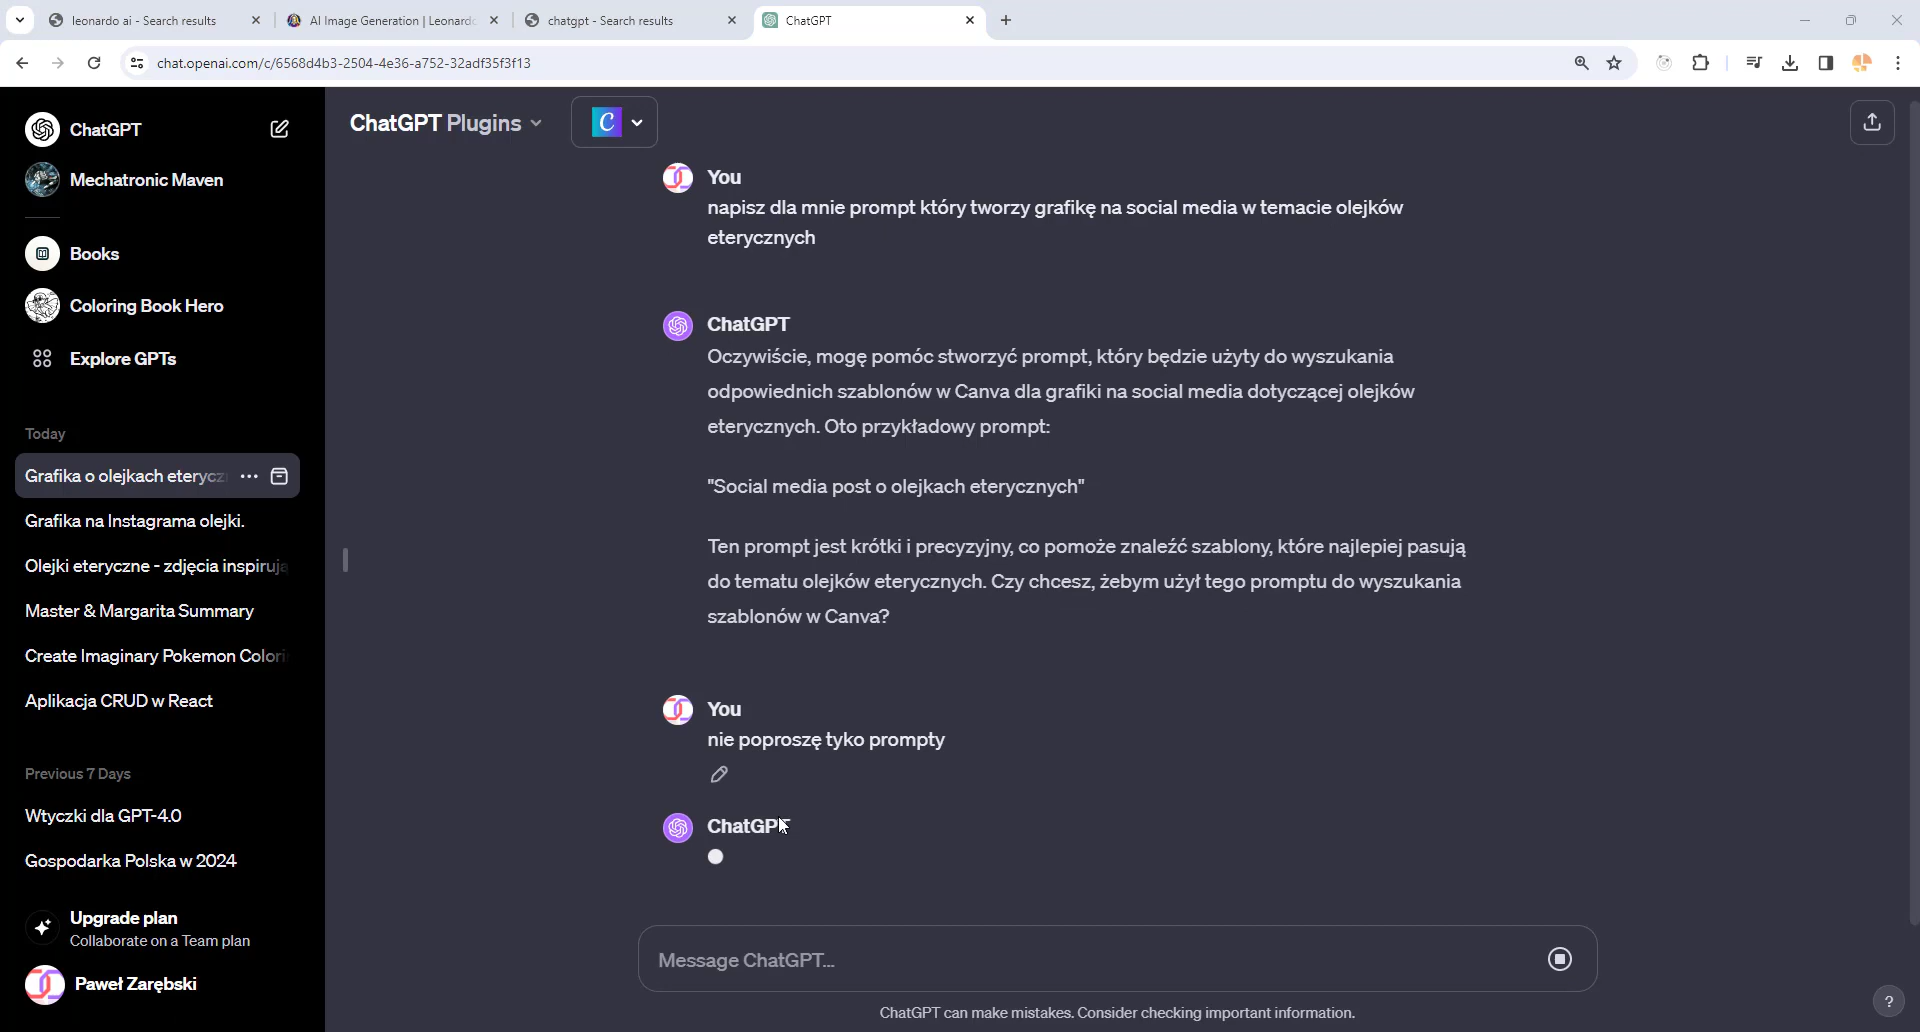 leonardo ai - Search results
AI Image Generation | Leonard
chatgpt - Search results
ChatGPT
chat.openai.com/c/6568d4b3-2504-4e36-a752-32adf35f3f13
ChatGPT
Mechatronic Maven
Books
Coloring Book Hero
Explore GPTs
Today
Grafika o olejkach eterycz
Grafika na Instagrama olejki.
Olejki eteryczne - zdjęcia inspirują
Master & Margarita Summary
Create Imaginary Pokemon Colori
Aplikacja CRUD w React
Previous 7 Days
Wtyczki dla GPT-4.0
Gospodarka Polska w 2024
Upgrade plan
Collaborate on a Team plan
Paweł Zarębski
ChatGPT Plugins
C
You
napisz dla mnie prompt który tworzy grafikę na social media w temacie olejków
eterycznych
ChatGPT
Oczywiście, mogę pomóc stworzyć prompt, który będzie użyty do wyszukania
odpowiednich szablonów w Canva dla grafiki na social media dotyczącej olejków
eterycznych. Oto przykładowy prompt:
"Social media post o olejkach eterycznych"
Ten prompt jest krótki i precyzyjny, co pomoże znaleźć szablony, które najlepiej pasują
do tematu olejków eterycznych. Czy chcesz, żebym użył tego promptu do wyszukania
szablonów w Canva?
You
nie poproszę tyko prompty
ChatGPT
Message ChatGPT...
ChatGPT can make mistakes. Consider checking important information.
?